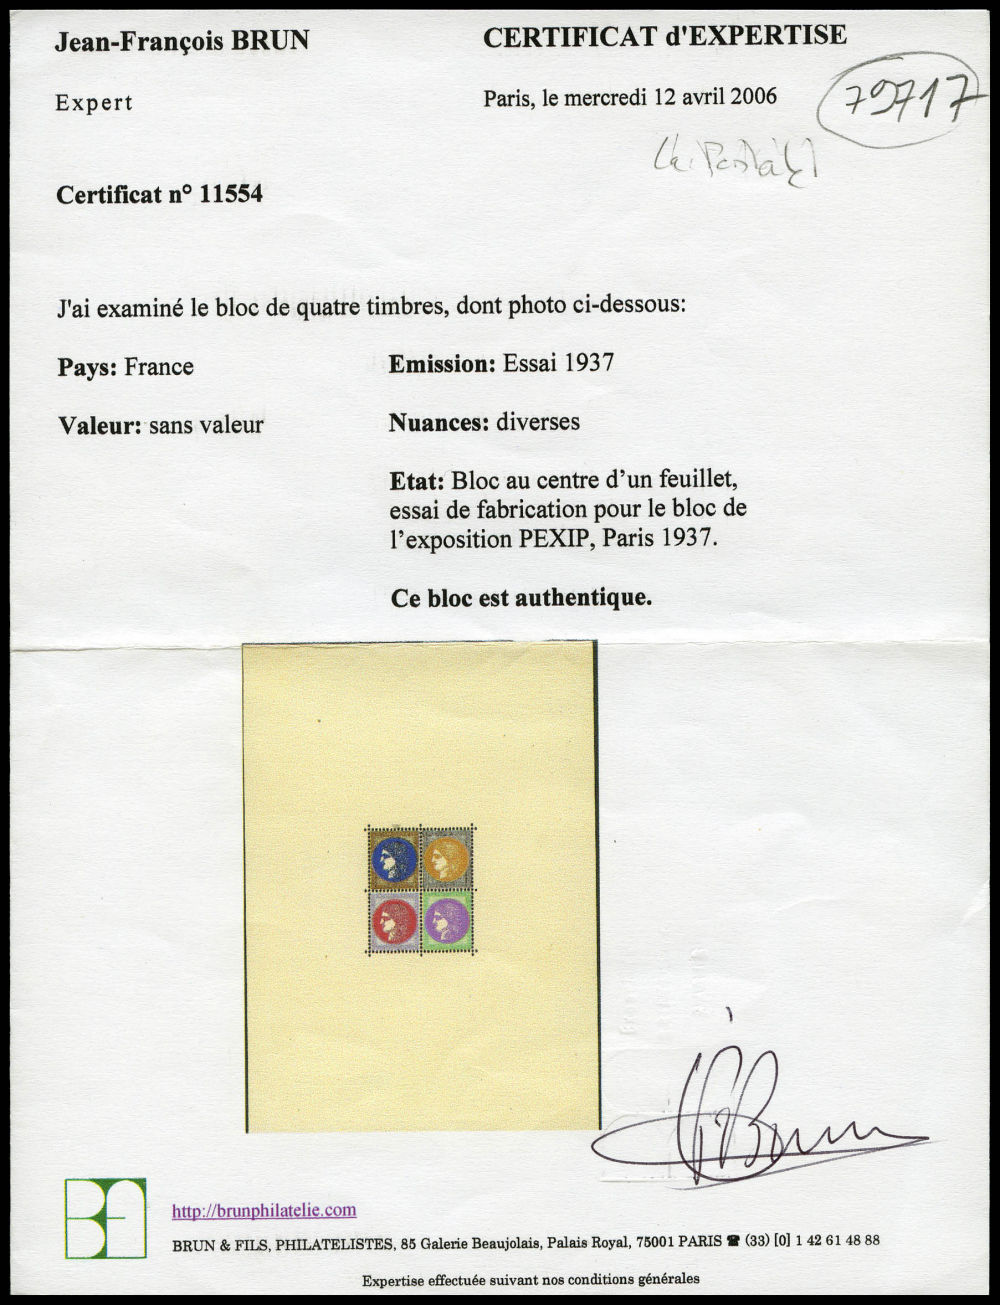 Jean-François BRUN
CERTIFICAT d'EXPERTISE
Expert
Paris, le mercredi 12 avril 2006
79717
Certificat n° 11554
J'ai examiné le bloc de quatre timbres, dont photo ci-dessous:
Pays: France
Emission: Essai 1937
Valeur: sans valeur
Nuances: diverses
Etat: Bloc au centre d’un feuillet,
essai de fabrication pour le bloc de
l’exposition PEXIP, Paris 1937.
Ce bloc est authentique.
JFBrun
http://brunphilatelie.com
BRUN & FILS, PHILATELISTES, 85 Galerie Beaujolais, Palais Royal, 75001 PARIS ☎ (33) [0] 1 42 61 48 88
Expertise effectuée suivant nos conditions générales